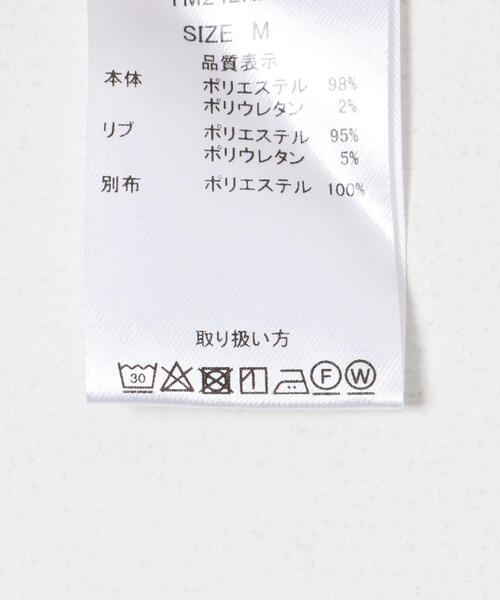 SIZE M
品質表示
本体 ポリエステル 98%
ポリウレタン 2%
リブ ポリエステル 95%
ポリウレタン 5%
別布 ポリエステル 100%
取り扱い方
30 F W